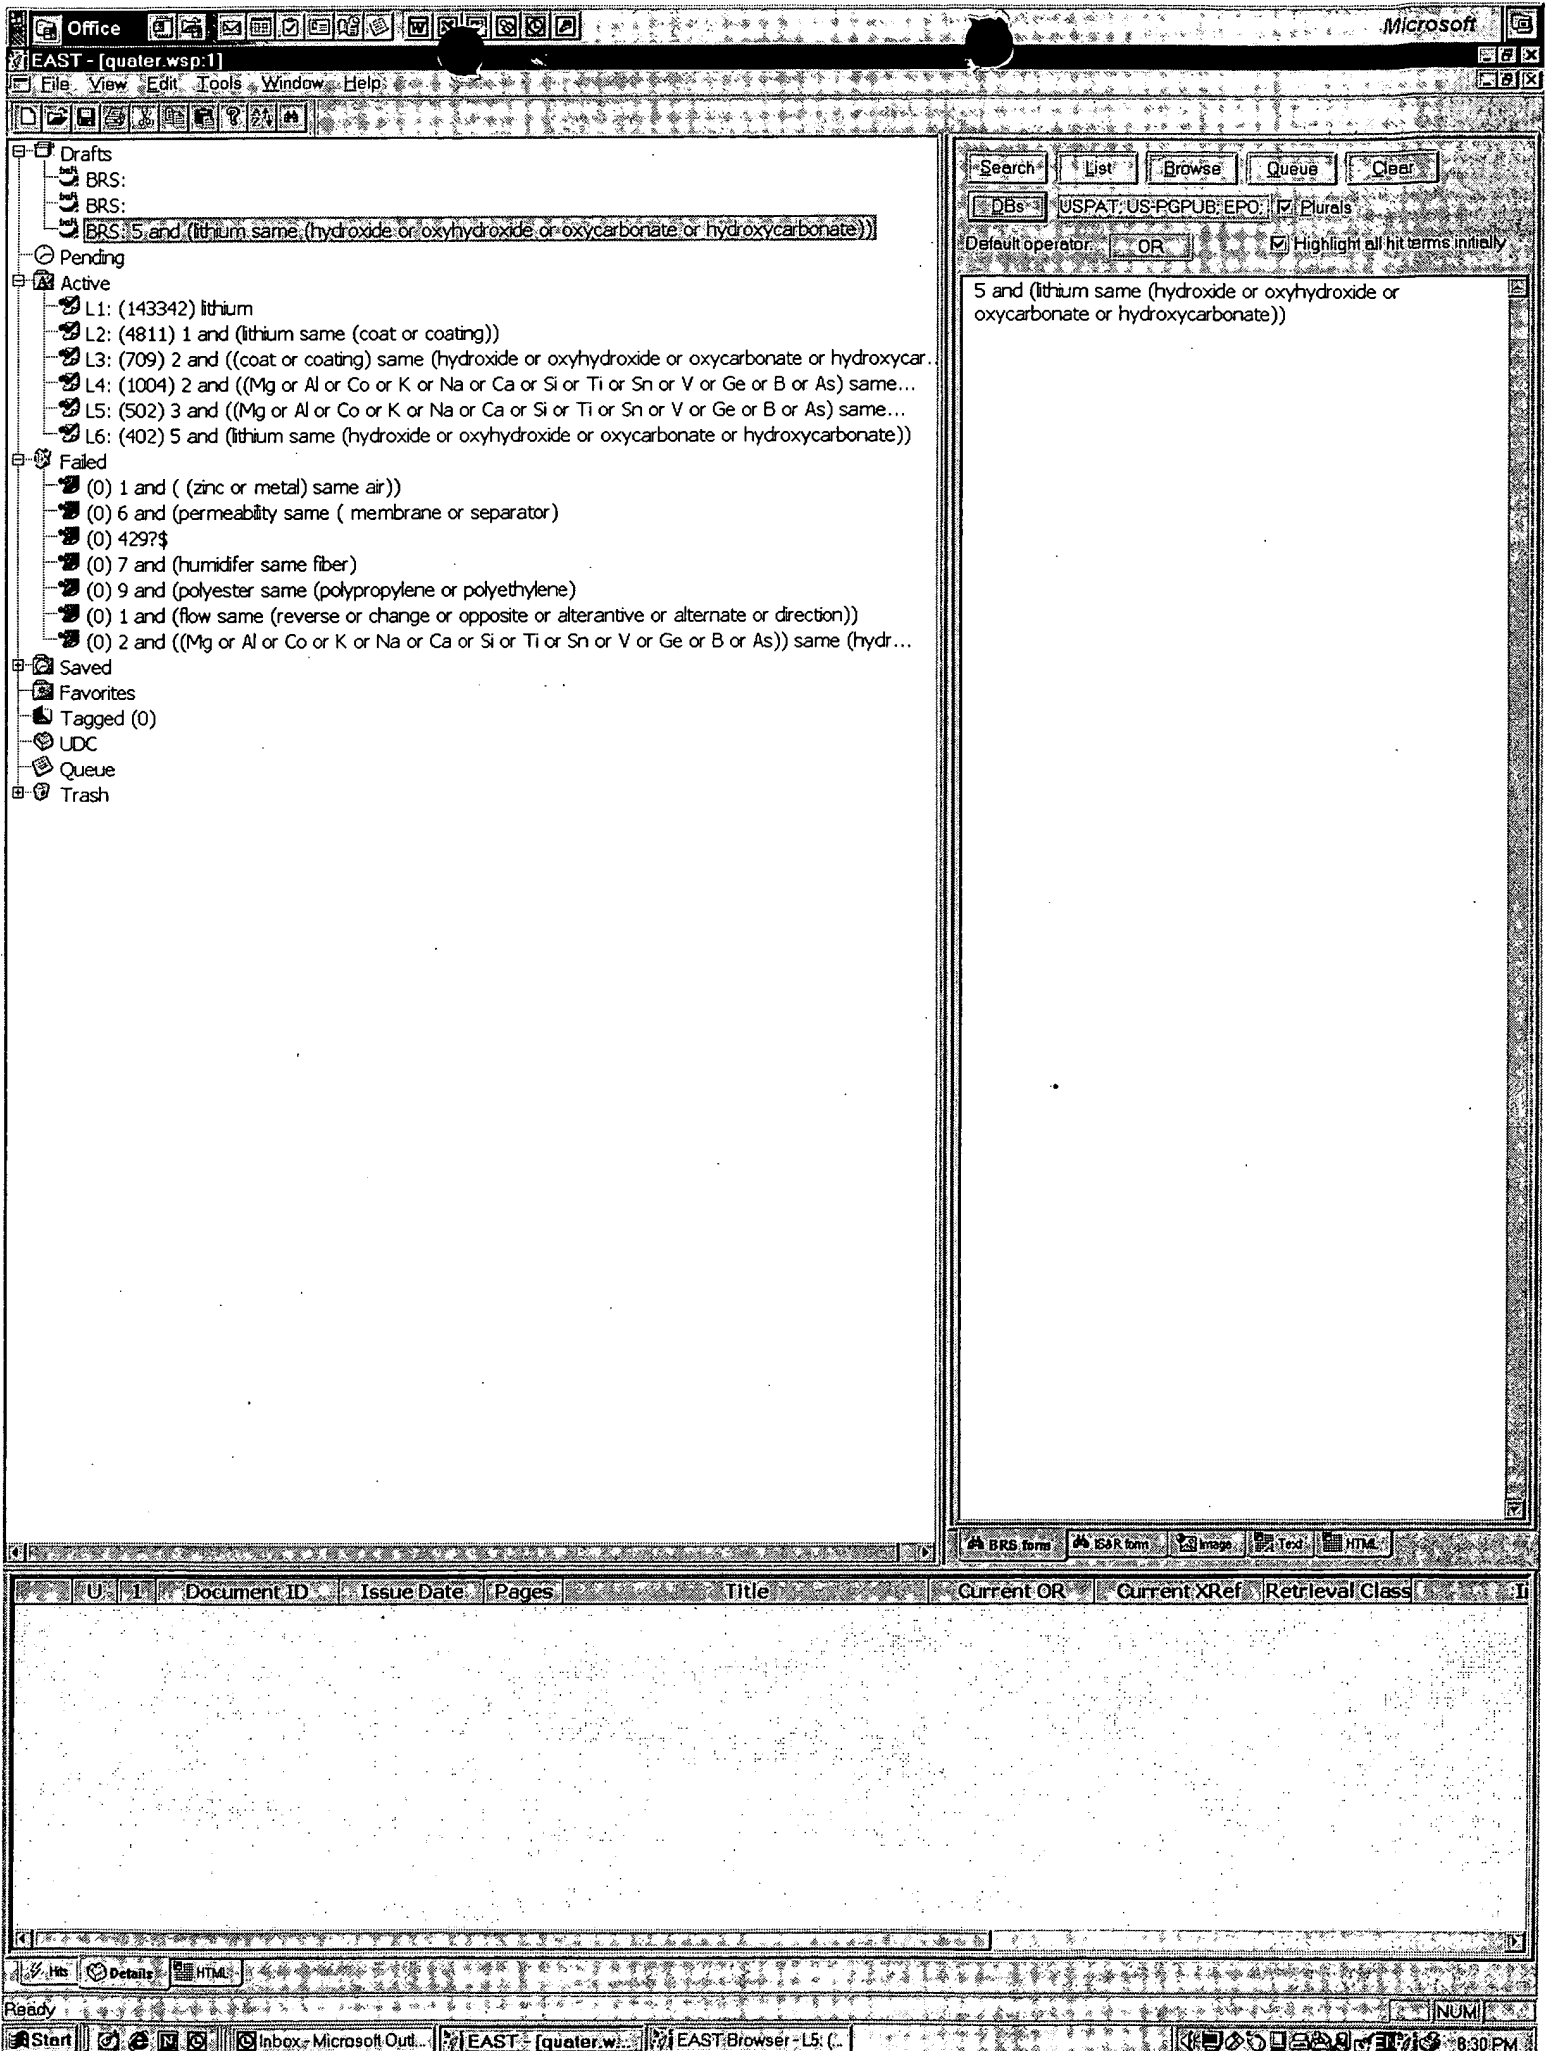 Office
Microsoft
EAST - [quater.wsp:1]
File View Edit Tools Window Help
Drafts
BRS:
BRS:
BRS: 5 and (lithium same (hydroxide or oxyhydroxide or oxycarbonate or hydroxycarbonate))
Pending
Active
L1: (143342) lithium
L2: (4811) 1 and (lithium same (coat or coating))
L3: (709) 2 and ((coat or coating) same (hydroxide or oxyhydroxide or oxycarbonate or hydroxycar...
L4: (1004) 2 and ((Mg or Al or Co or K or Na or Ca or Si or Ti or Sn or V or Ge or B or As) same...
L5: (502) 3 and ((Mg or Al or Co or K or Na or Ca or Si or Ti or Sn or V or Ge or B or As) same...
L6: (402) 5 and (lithium same (hydroxide or oxyhydroxide or oxycarbonate or hydroxycarbonate))
Failed
(0) 1 and ( (zinc or metal) same air))
(0) 6 and (permeability same ( membrane or separator)
(0) 429?$
(0) 7 and (humidifer same fiber)
(0) 9 and (polyester same (polypropylene or polyethylene)
(0) 1 and (flow same (reverse or change or opposite or alterantive or alternate or direction))
(0) 2 and ((Mg or Al or Co or K or Na or Ca or Si or Ti or Sn or V or Ge or B or As)) same (hydr...
Saved
Favorites
Tagged (0)
UDC
Queue
Trash
Search List Browse Queue Clear
DBs USPAT; US-PGPUB; EPO; Plurals
Default operator: OR Highlight all hit terms initially
5 and (lithium same (hydroxide or oxyhydroxide or
oxycarbonate or hydroxycarbonate))
BRS form IS&R form Image Text HTML
U 1 Document ID Issue Date Pages Title Current OR Current XRef Retrieval Class
Hits Details HTML
Ready NUM
Start Inbox - Microsoft Outl... EAST - [quater.w... EAST Browser - L5: (... 8:30 PM